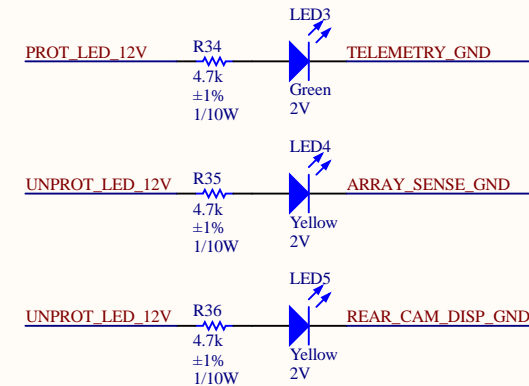 LED3
PROT_LED_12V R34 TELEMETRY_GND
4.7k Green
±1% 2V
1/10W
LED4
UNPROT_LED_12V R35 ARRAY_SENSE_GND
4.7k Yellow
±1% 2V
1/10W
LED5
UNPROT_LED_12V R36 REAR_CAM_DISP_GND
4.7k Yellow
±1% 2V
1/10W